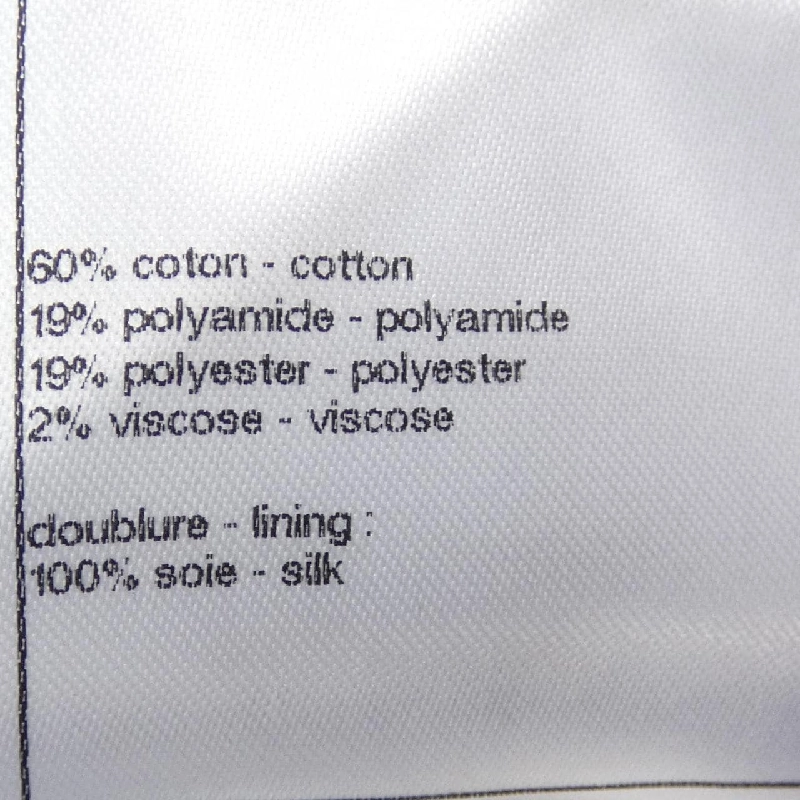 60% coton - cotton
19% polyamide - polyamide
19% polyester - polyester
2% viscose - viscose
doublure - lining :
100% soie - silk